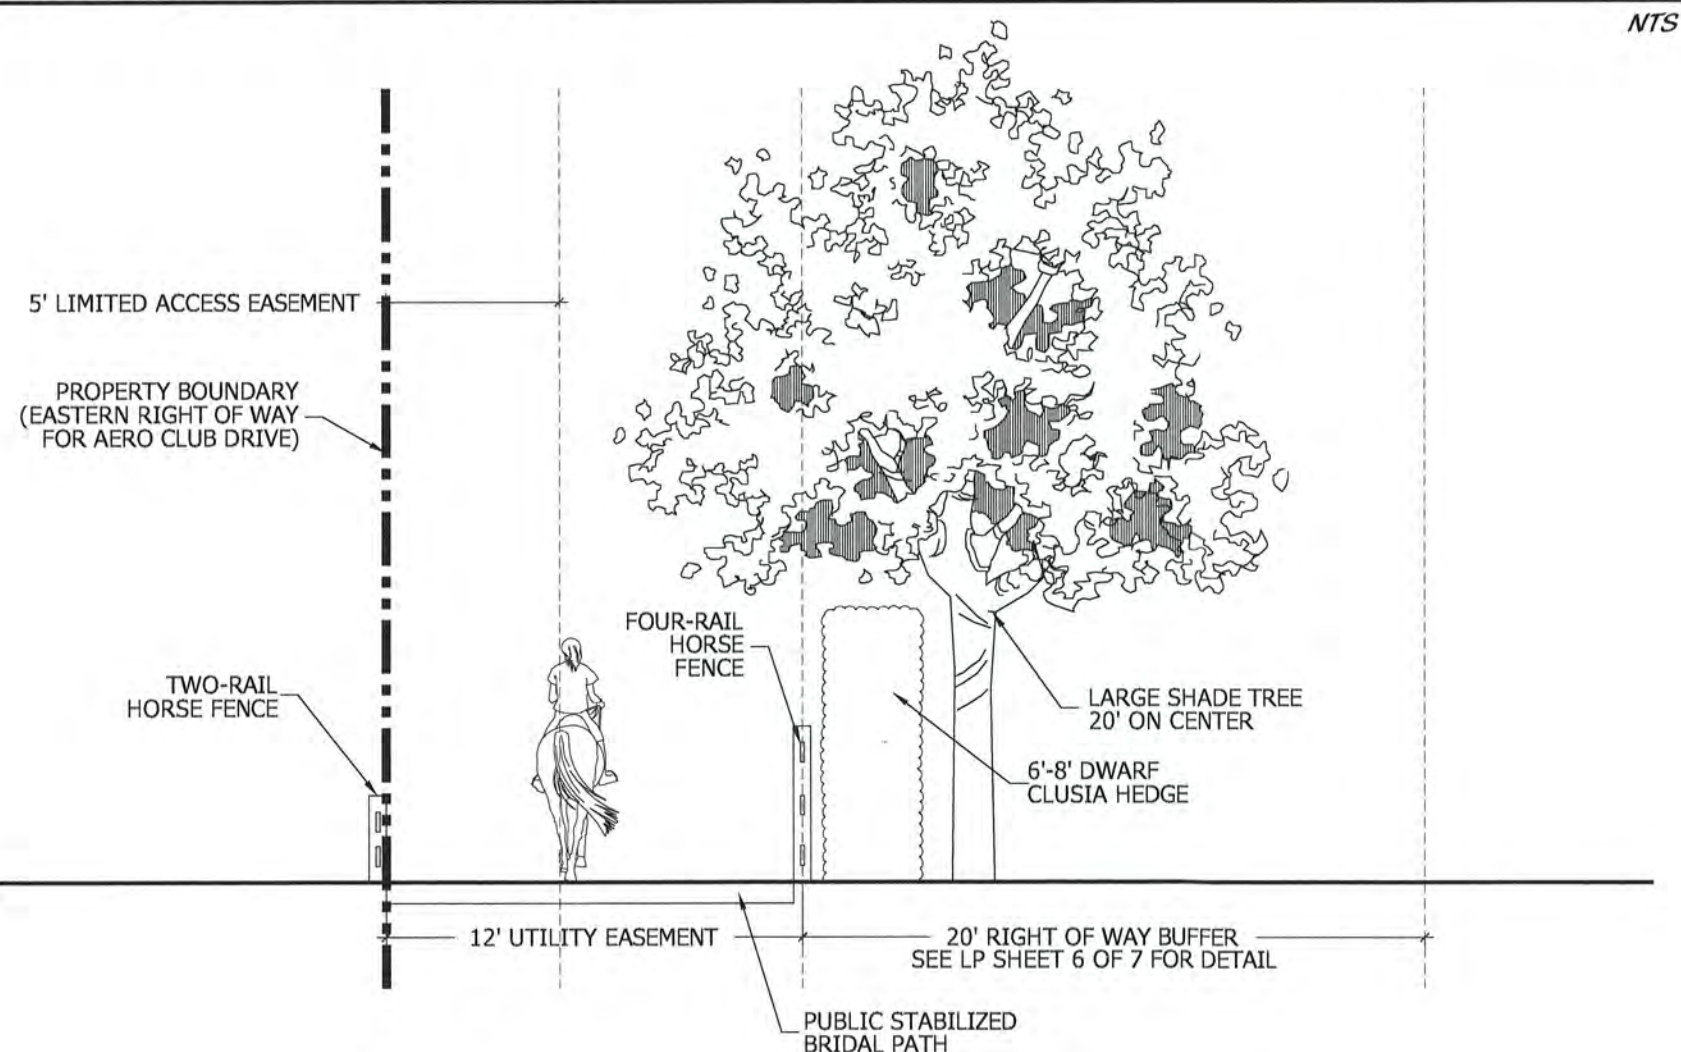 NTS
5' LIMITED ACCESS EASEMENT
PROPERTY BOUNDARY
(EASTERN RIGHT OF WAY
FOR AERO CLUB DRIVE)
FOUR-RAIL
HORSE
FENCE
TWO-RAIL
HORSE FENCE
LARGE SHADE TREE
20' ON CENTER
6'-8' DWARF
CLUSIA HEDGE
12' UTILITY EASEMENT
20' RIGHT OF WAY BUFFER
SEE LP SHEET 6 OF 7 FOR DETAIL
PUBLIC STABILIZED
BRIDAL PATH